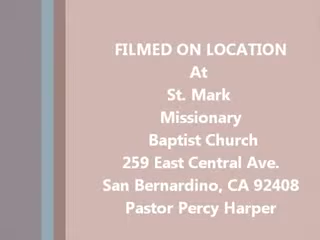 FILMED ON LOCATION
At
St. Mark
Missionary
Baptist Church
259 East Central Ave.
San Bernardino, CA 92408
Pastor Percy Harper